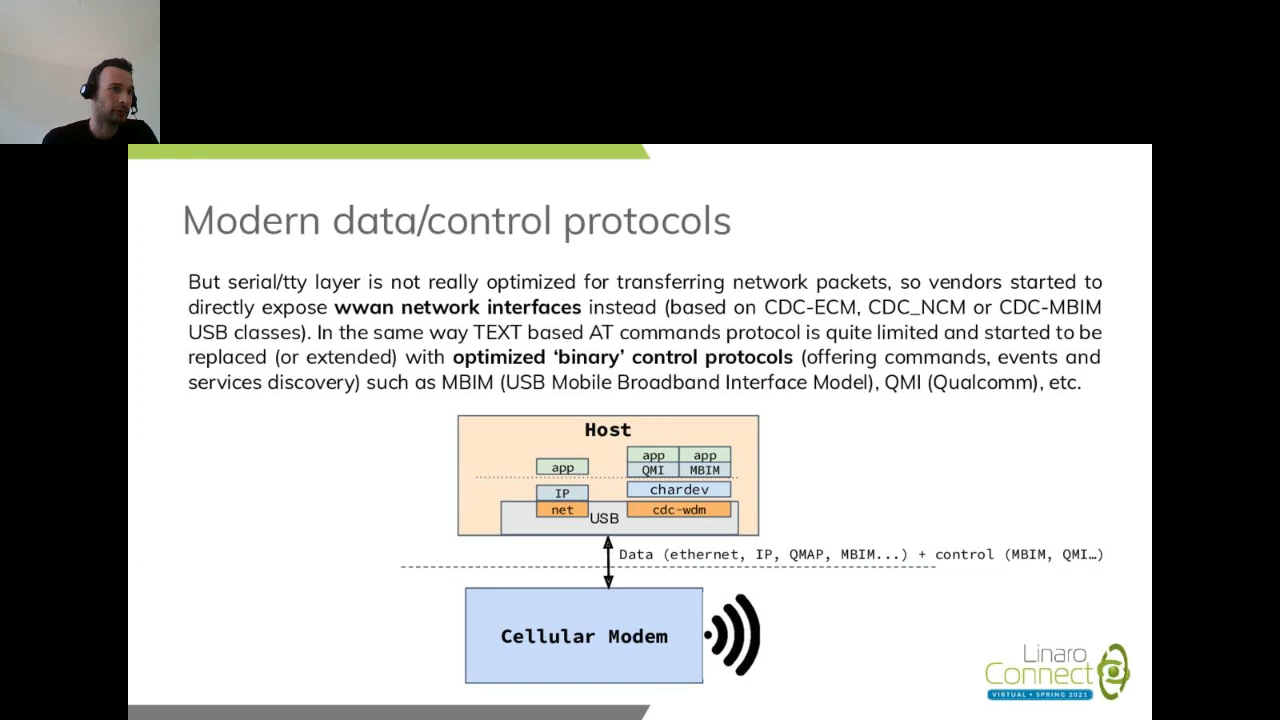 Modern data/control protocols
But serial/tty layer is not really optimized for transferring network packets, so vendors started to
directly expose wwan network interfaces instead (based on CDC-ECM, CDC_NCM or CDC-MBIM
USB classes). In the same way TEXT based AT commands protocol is quite limited and started to be
replaced (or extended) with optimized ‘binary’ control protocols (offering commands, events and
services discovery) such as MBIM (USB Mobile Broadband Interface Model), QMI (Qualcomm), etc.
Host
app app
app QMI MBIM
IP chardev
net USB cdc-wdm
Data (ethernet, IP, QMAP, MBIM...) + control (MBIM, QMI…)
Cellular Modem
Linaro
Connect
VIRTUAL • SPRING 2021